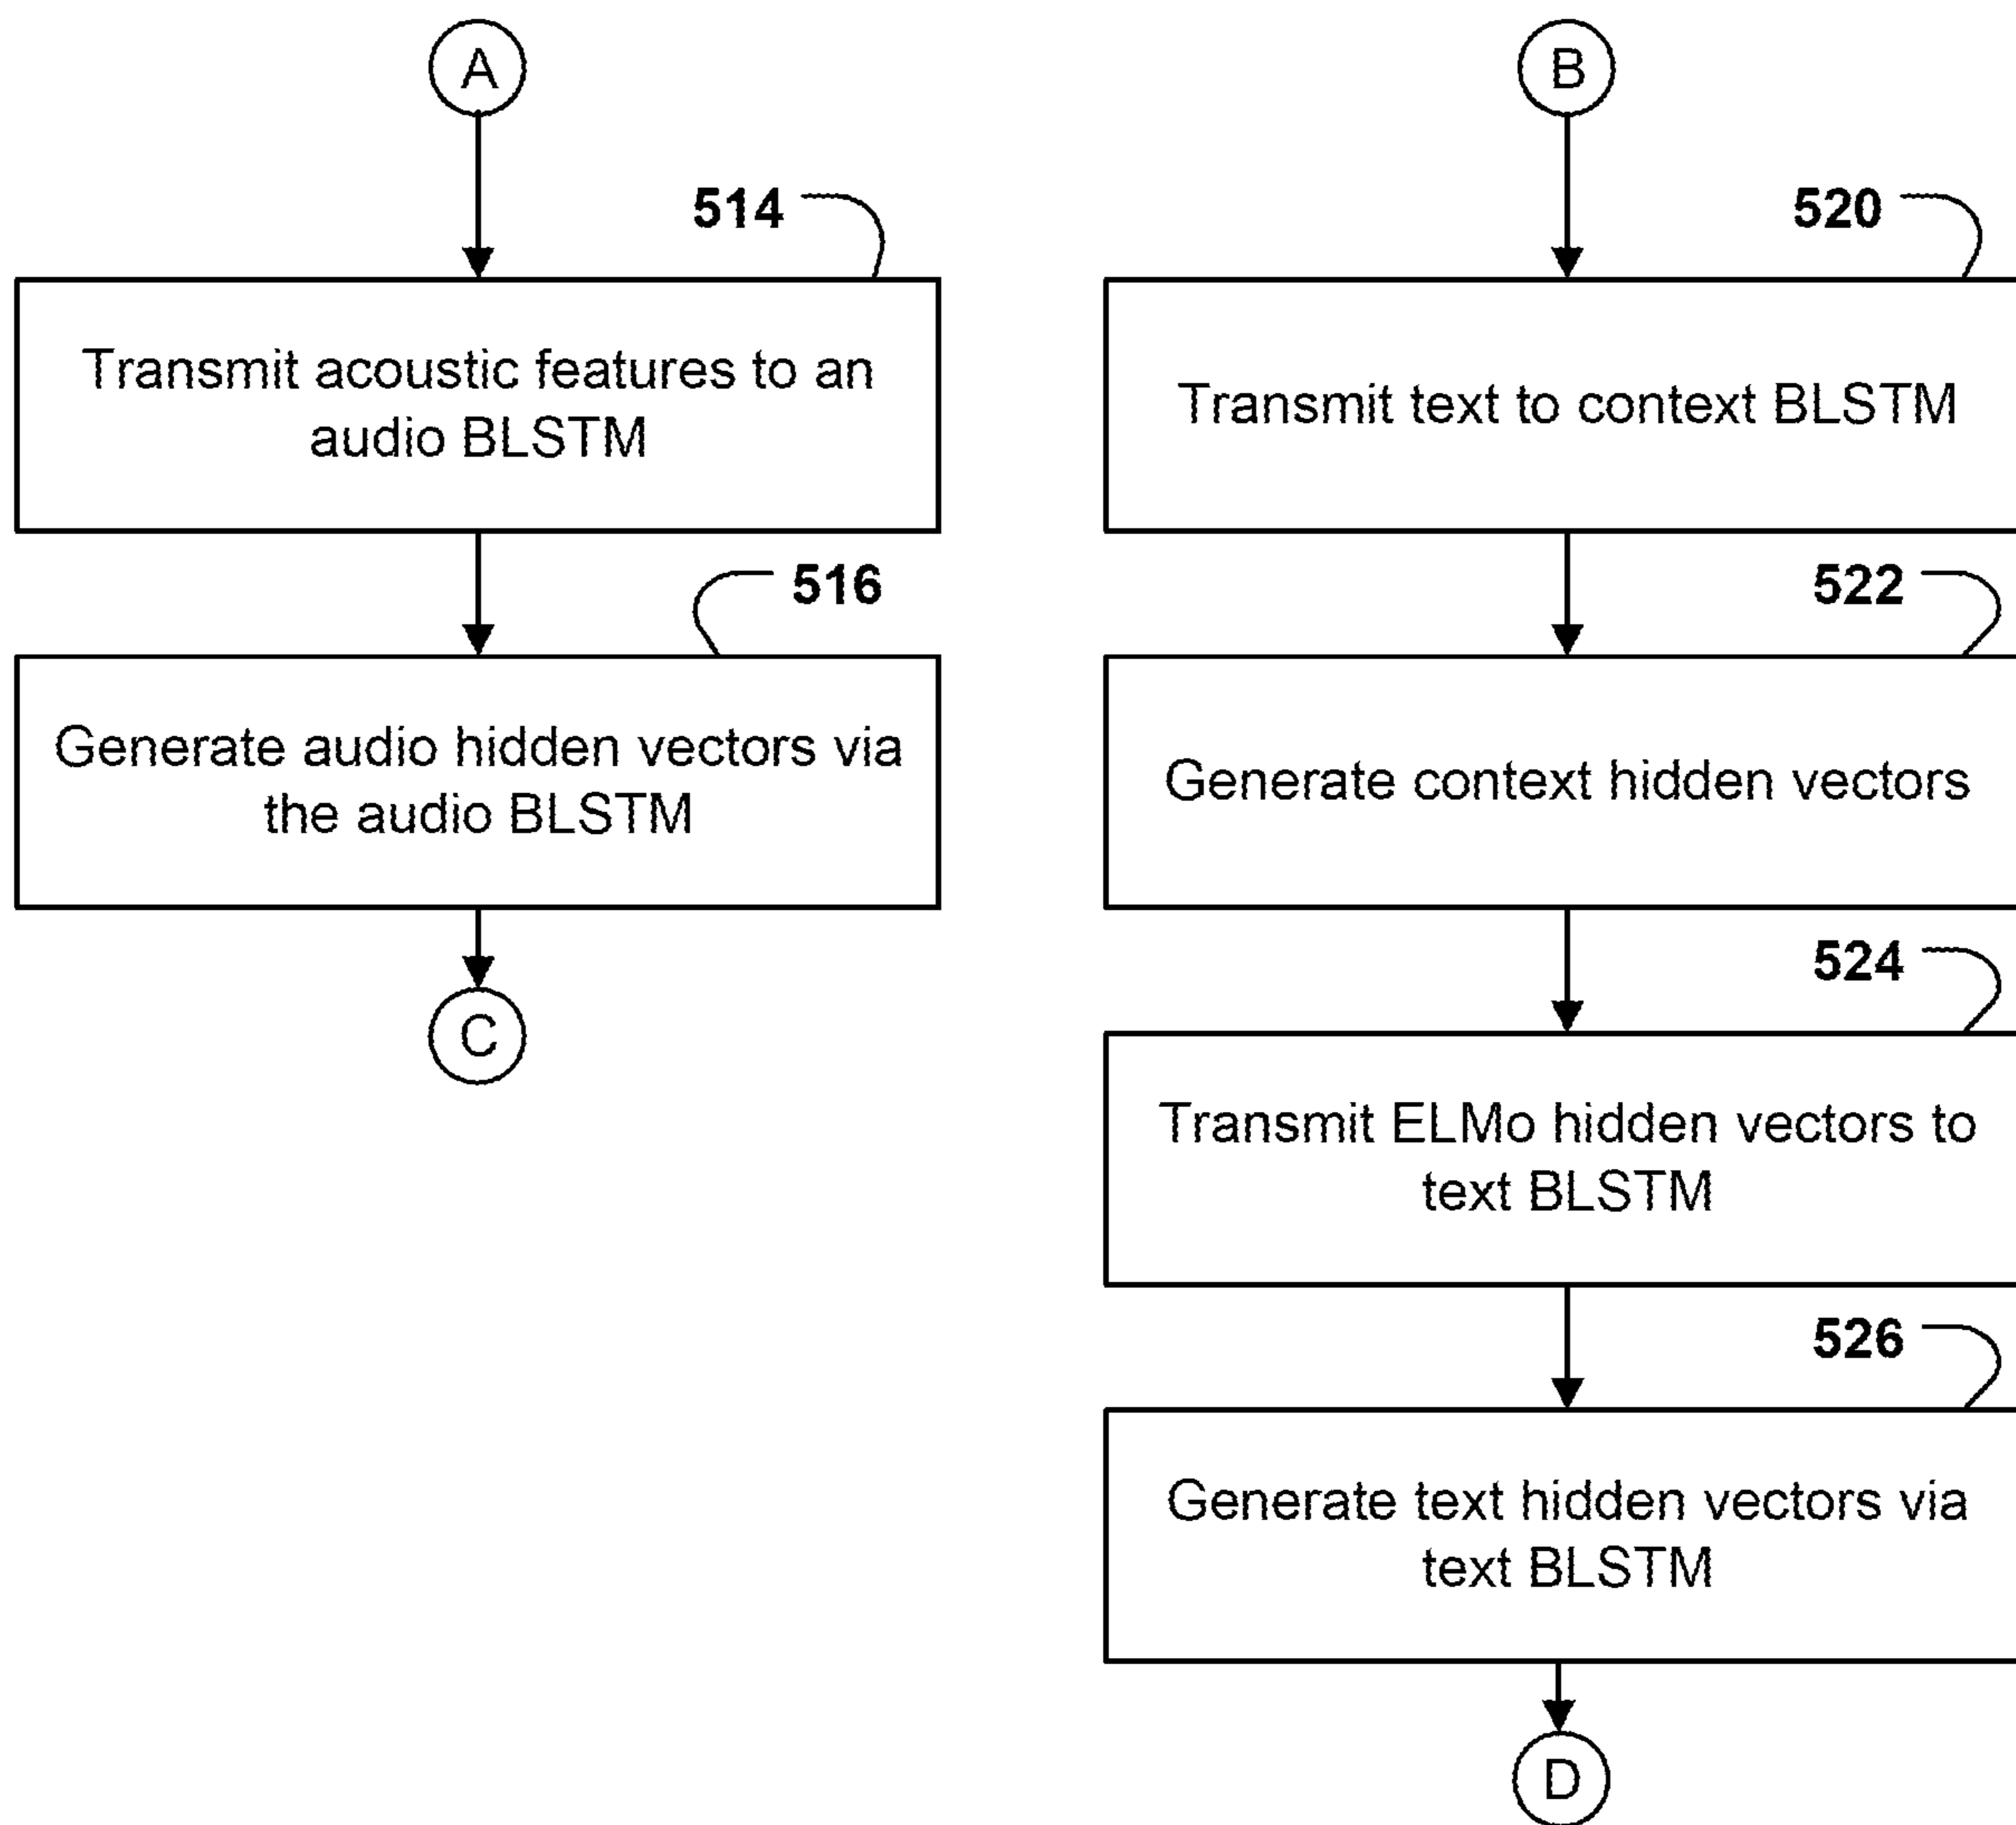 A
514
Transmit acoustic features to an
audio BLSTM
516
Generate audio hidden vectors via
the audio BLSTM
C
B
520
Transmit text to context BLSTM
522
Generate context hidden vectors
524
Transmit ELMo hidden vectors to
text BLSTM
526
Generate text hidden vectors via
text BLSTM
D